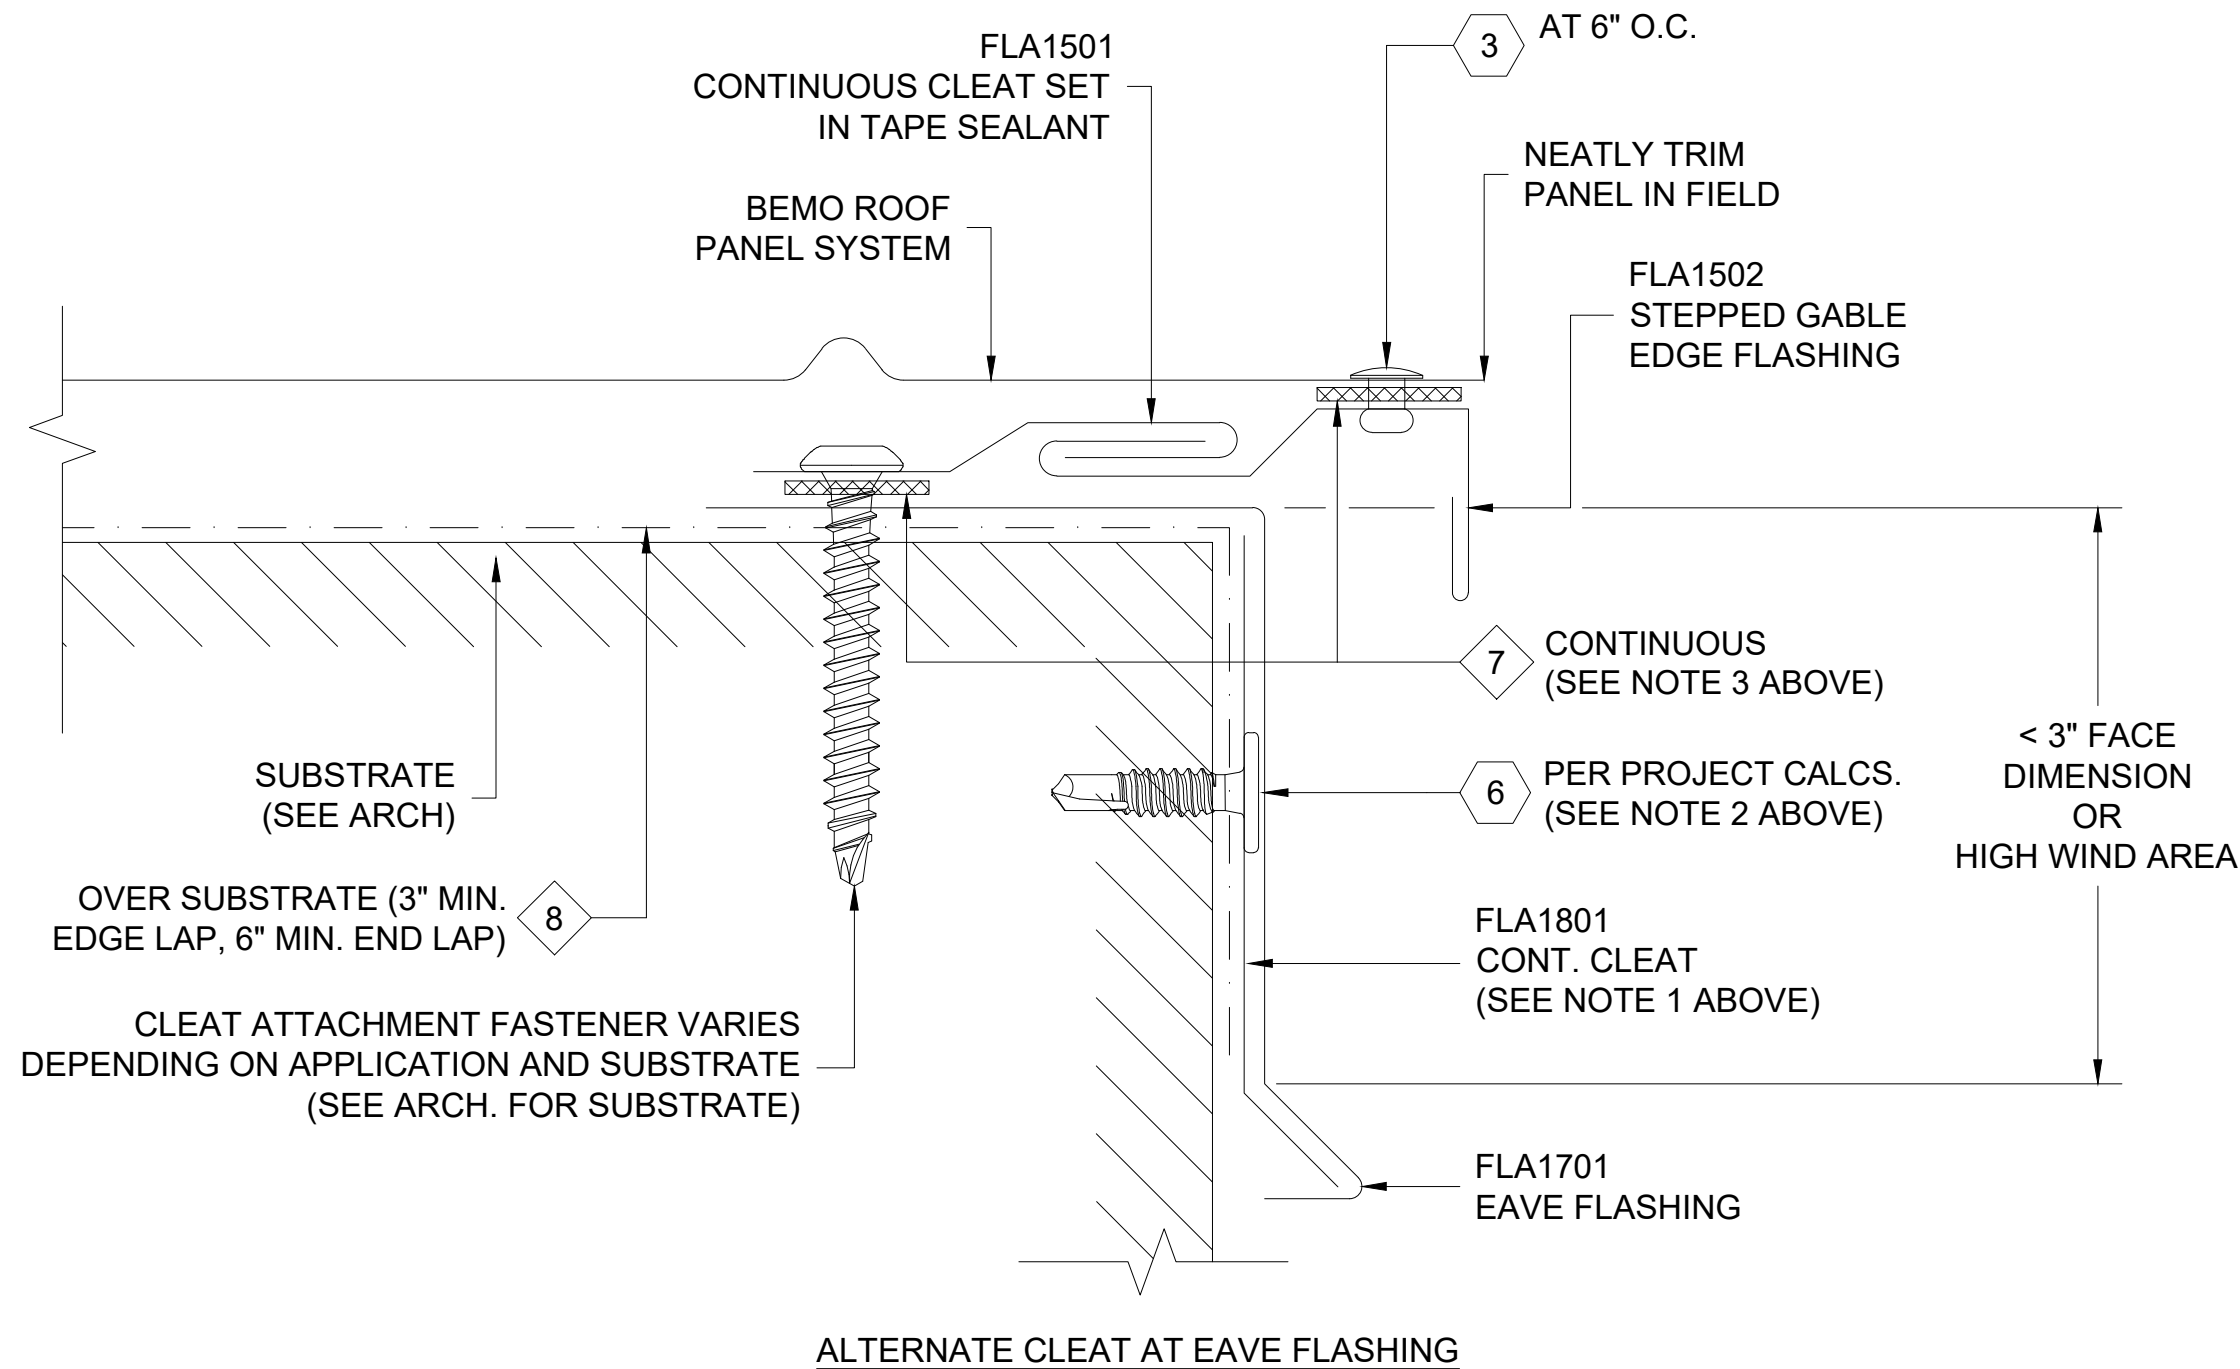 FLA1501
CONTINUOUS CLEAT SET
IN TAPE SEALANT
3
AT 6" O.C.
NEATLY TRIM
PANEL IN FIELD
BEMO ROOF
PANEL SYSTEM
FLA1502
STEPPED GABLE
EDGE FLASHING
7
CONTINUOUS
(SEE NOTE 3 ABOVE)
< 3" FACE
DIMENSION
OR
HIGH WIND AREA
SUBSTRATE
(SEE ARCH)
6
PER PROJECT CALCS.
(SEE NOTE 2 ABOVE)
OVER SUBSTRATE (3" MIN.
EDGE LAP, 6" MIN. END LAP)
8
FLA1801
CONT. CLEAT
(SEE NOTE 1 ABOVE)
CLEAT ATTACHMENT FASTENER VARIES
DEPENDING ON APPLICATION AND SUBSTRATE
(SEE ARCH. FOR SUBSTRATE)
FLA1701
EAVE FLASHING
ALTERNATE CLEAT AT EAVE FLASHING